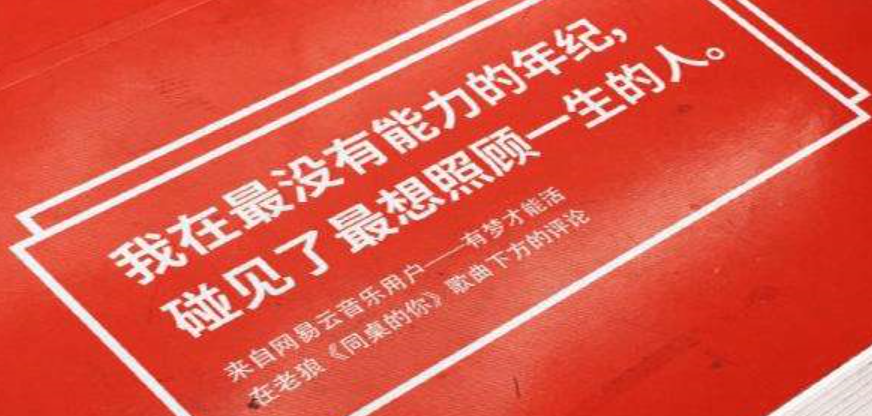 我在最没有能力的年纪，
碰见了最想照顾一生的人。
来自网易云音乐用户——有梦才能活
在老狼《同桌的你》歌曲下方的评论